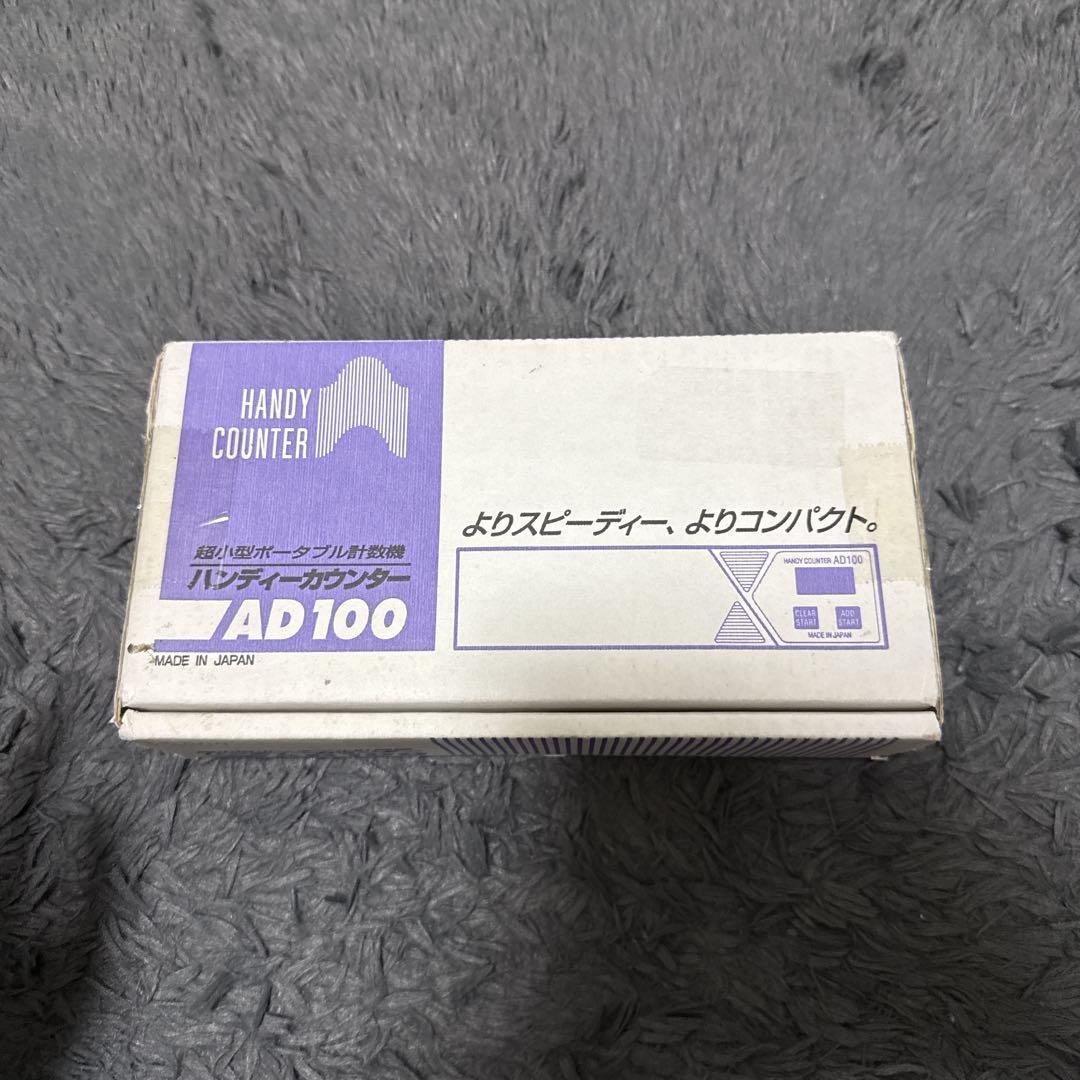 HANDY
COUNTER
超小型ポータブル計数機
ハンディーカウンター
AD100
MADE IN JAPAN
よりスピーディー、よりコンパクト。
HANDY COUNTER AD100
CLEAR
START
ADD
START
MADE IN JAPAN